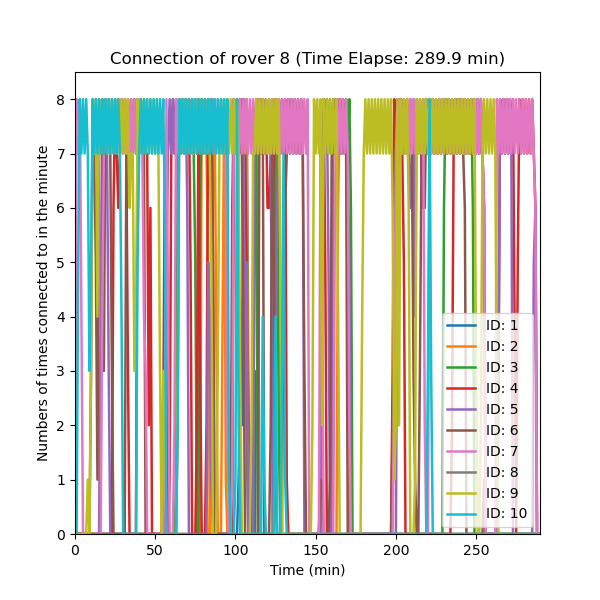 Connection of rover 8 (Time Elapse: 289.9 min)
Numbers of times connected to in the minute
8
7
6
5
4
3
2
1
0
ID: 1
ID: 2
ID: 3
ID: 4
ID: 5
ID: 6
ID: 7
ID: 8
ID: 9
ID: 10
0 50 100 150 200 250
Time (min)